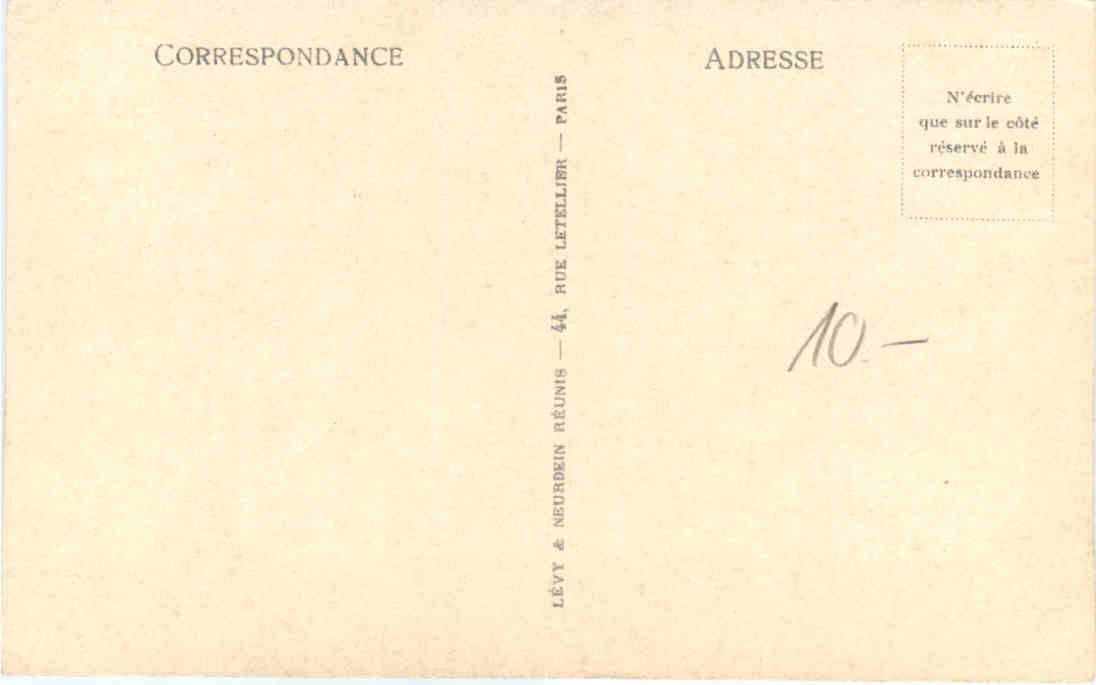 CORRESPONDANCE
ADRESSE
N'écrire
que sur le côté
réservé à la
correspondance
LÉVY & NEURDEIN RÉUNIS — 44, RUE LETELLIER — PARIS
10.—